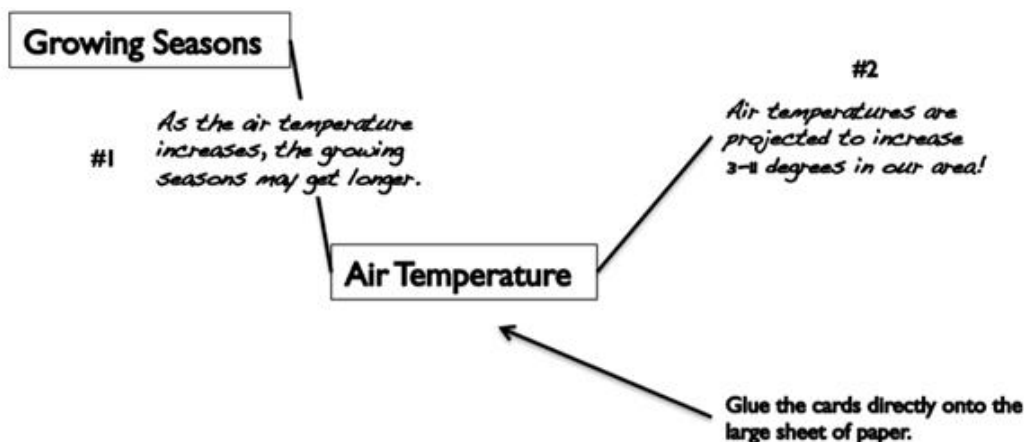 Growing Seasons
#1
As the air temperature
increases, the growing
seasons may get longer.
#2
Air temperatures are
projected to increase
3-11 degrees in our area!
Air Temperature
Glue the cards directly onto the
large sheet of paper.